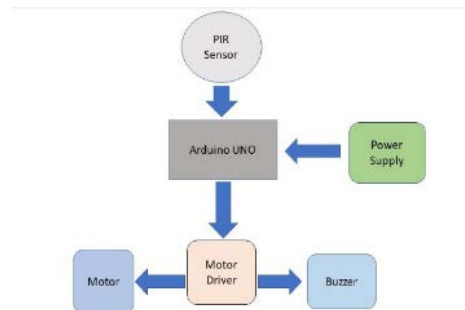 PIR
Sensor
Arduino UNO
Power
Supply
Motor
Motor
Driver
Buzzer